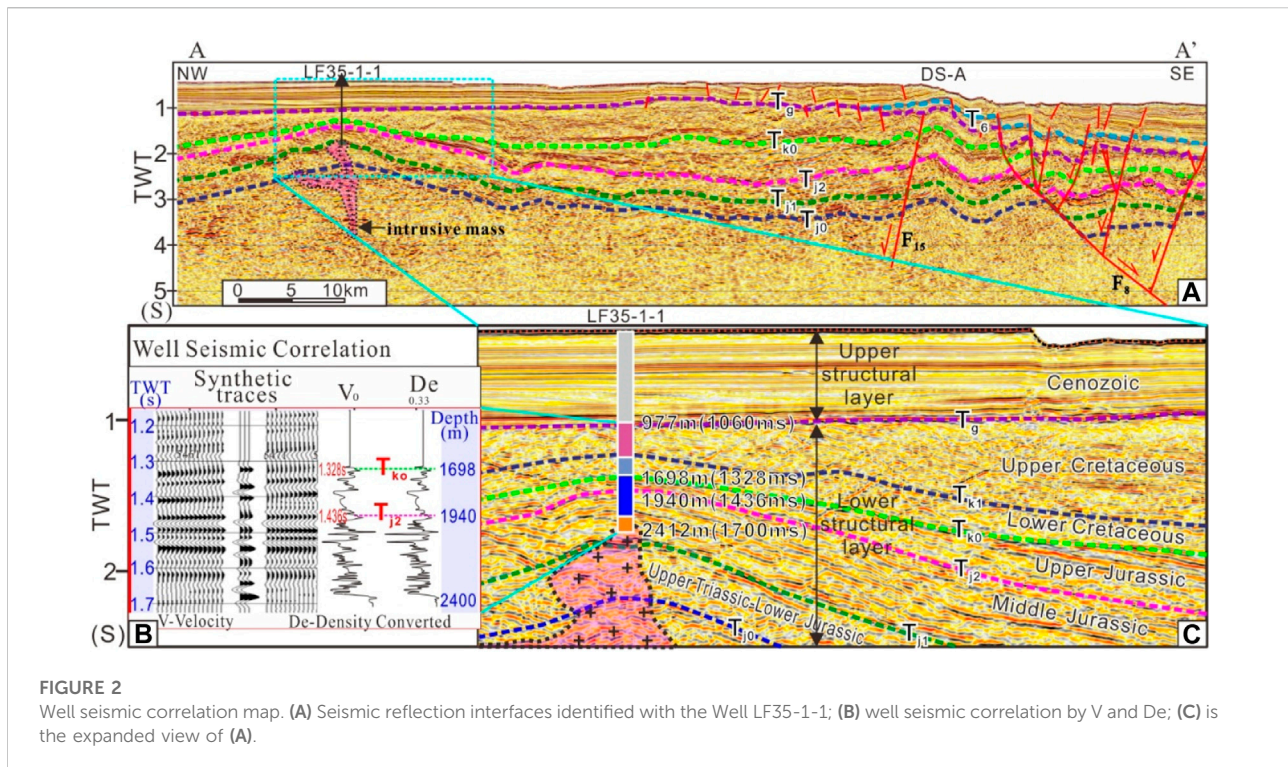 A
A'
NW
LF35-1-1
DS-A
SE
1
2
3
4
5
TWT
(S)
Tg
T6
Tk0
Tj2
Tj1
Tj0
intrusive mass
F15
F8
0 5 10km
A
LF35-1-1
Well Seismic Correlation
TWT
(s)
Synthetic
traces
V0
De
0.33
Depth
(m)
1.2
1.3
1.4
1.5
1.6
1.7
1.328s
Tko
1698
1.436s
Tj2
1940
2400
V-Velocity
De-Density Converted
B
1
TWT
2
(S)
Upper
structural
layer
Cenozoic
977m(1060ms)
Tg
Upper Cretaceous
1698m(1328ms)
1940m(1436ms)
2412m(1700ms)
Lower
structural
layer
Tk1
Lower Cretaceous
Tk0
Upper Jurassic
Tj2
Middle Jurassic
Upper Triassic-Lower Jurassic
Tj1
Tj0
C
FIGURE 2
Well seismic correlation map. (A) Seismic reflection interfaces identified with the Well LF35-1-1; (B) well seismic correlation by V and De; (C) is
the expanded view of (A).